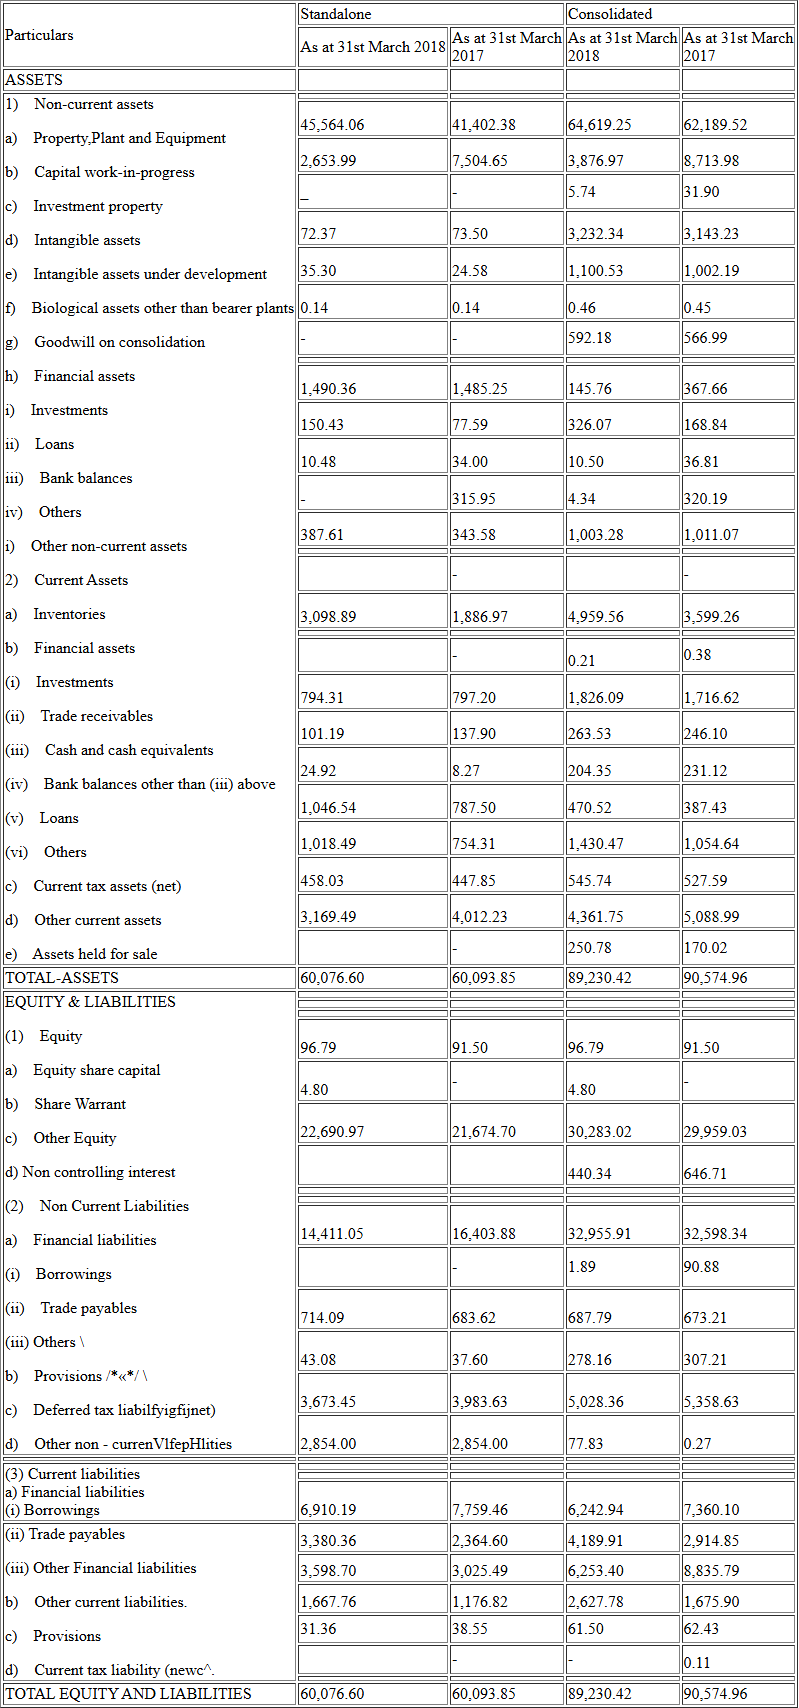 Particulars Standalone Consolidated
As at 31st March 2018 As at 31st March 2017 As at 31st March 2018 As at 31st March 2017
ASSETS
1) Non-current assets
a) Property,Plant and Equipment 45,564.06 41,402.38 64,619.25 62,189.52
b) Capital work-in-progress 2,653.99 7,504.65 3,876.97 8,713.98
c) Investment property _ - 5.74 31.90
d) Intangible assets 72.37 73.50 3,232.34 3,143.23
e) Intangible assets under development 35.30 24.58 1,100.53 1,002.19
f) Biological assets other than bearer plants 0.14 0.14 0.46 0.45
g) Goodwill on consolidation - - 592.18 566.99
h) Financial assets
i) Investments 1,490.36 1,485.25 145.76 367.66
ii) Loans 150.43 77.59 326.07 168.84
iii) Bank balances 10.48 34.00 10.50 36.81
iv) Others - 315.95 4.34 320.19
i) Other non-current assets 387.61 343.58 1,003.28 1,011.07
2) Current Assets - -
a) Inventories 3,098.89 1,886.97 4,959.56 3,599.26
b) Financial assets
(i) Investments - 0.21 0.38
(ii) Trade receivables 794.31 797.20 1,826.09 1,716.62
(iii) Cash and cash equivalents 101.19 137.90 263.53 246.10
(iv) Bank balances other than (iii) above 24.92 8.27 204.35 231.12
(v) Loans 1,046.54 787.50 470.52 387.43
(vi) Others 1,018.49 754.31 1,430.47 1,054.64
c) Current tax assets (net) 458.03 447.85 545.74 527.59
d) Other current assets 3,169.49 4,012.23 4,361.75 5,088.99
e) Assets held for sale - 250.78 170.02
TOTAL-ASSETS 60,076.60 60,093.85 89,230.42 90,574.96
EQUITY & LIABILITIES
(1) Equity
a) Equity share capital 96.79 91.50 96.79 91.50
b) Share Warrant 4.80 - 4.80 -
c) Other Equity 22,690.97 21,674.70 30,283.02 29,959.03
d) Non controlling interest 440.34 646.71
(2) Non Current Liabilities
a) Financial liabilities
(i) Borrowings 14,411.05 16,403.88 32,955.91 32,598.34
(ii) Trade payables - 1.89 90.88
(iii) Others \ 714.09 683.62 687.79 673.21
b) Provisions /*«*/ \ 43.08 37.60 278.16 307.21
c) Deferred tax liabilfyigfijnet) 3,673.45 3,983.63 5,028.36 5,358.63
d) Other non - currenVlfepHlities 2,854.00 2,854.00 77.83 0.27
(3) Current liabilities
a) Financial liabilities
(i) Borrowings 6,910.19 7,759.46 6,242.94 7,360.10
(ii) Trade payables 3,380.36 2,364.60 4,189.91 2,914.85
(iii) Other Financial liabilities 3,598.70 3,025.49 6,253.40 8,835.79
b) Other current liabilities. 1,667.76 1,176.82 2,627.78 1,675.90
c) Provisions 31.36 38.55 61.50 62.43
d) Current tax liability (newc^. - - 0.11
TOTAL EQUITY AND LIABILITIES 60,076.60 60,093.85 89,230.42 90,574.96